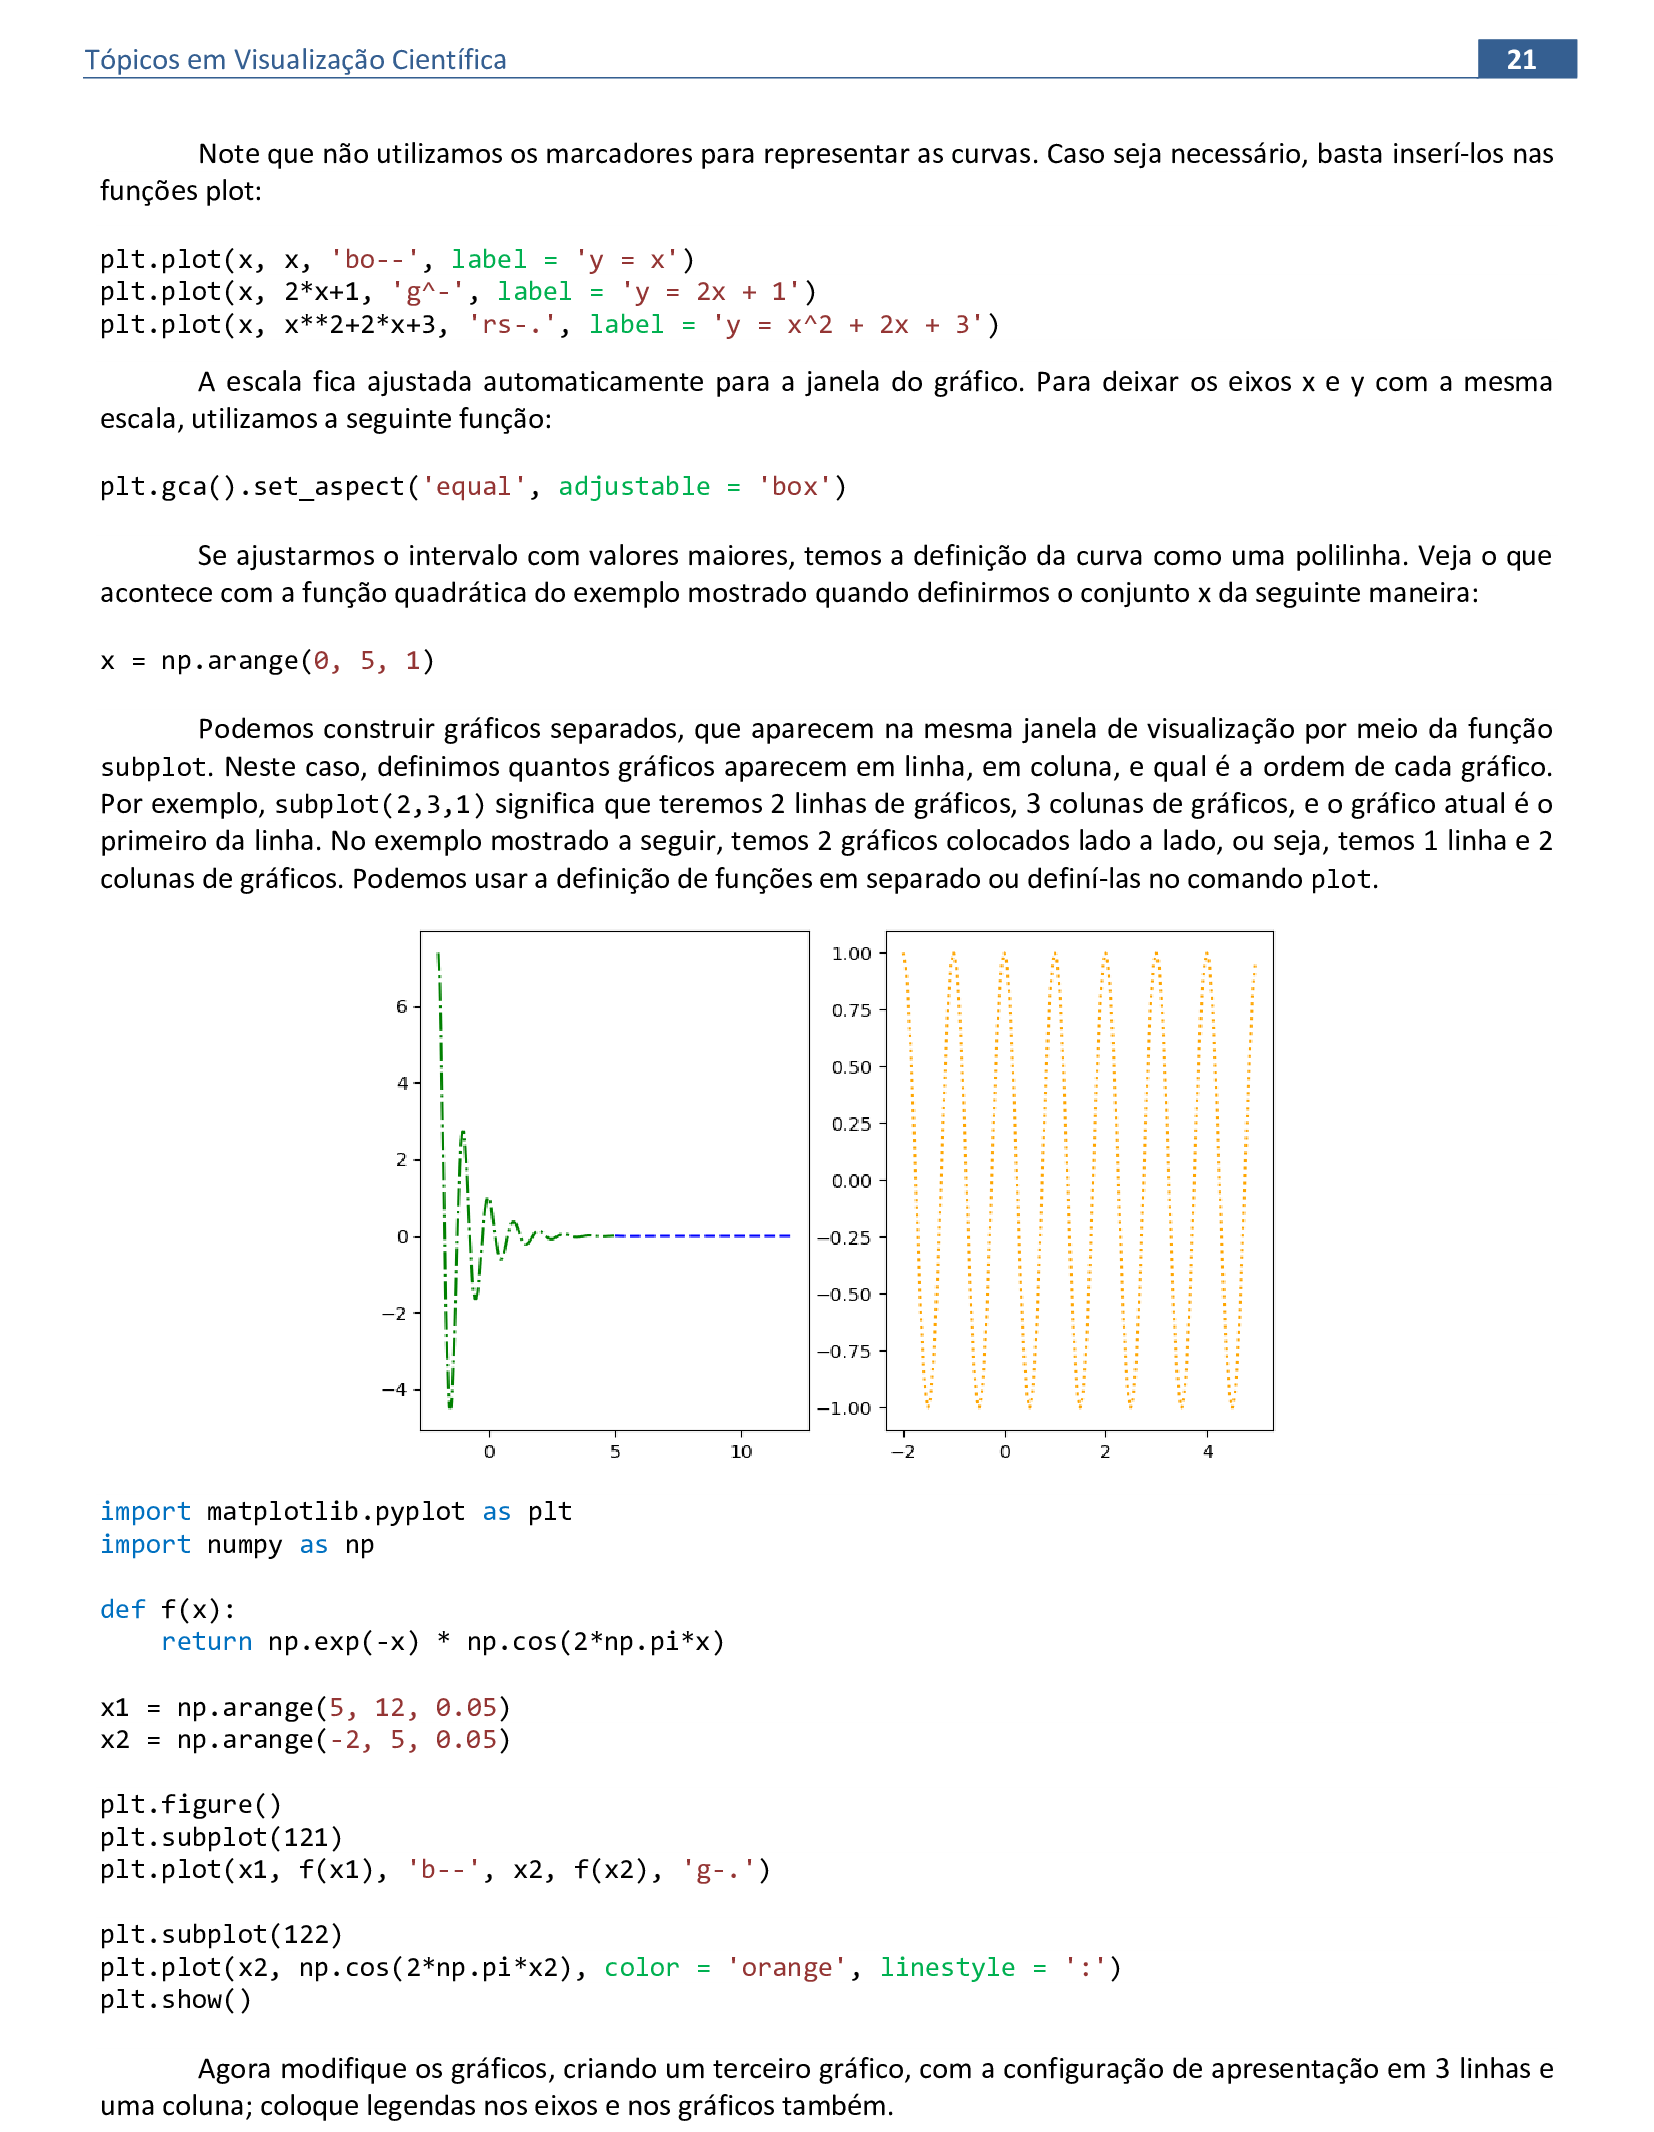 Tópicos em Visualização Científica
21
Note que não utilizamos os marcadores para representar as curvas. Caso seja necessário, basta inserí-los nas
funções plot:
plt.plot(x, x, 'bo--', label = 'y = x')
plt.plot(x, 2*x+1, 'g^-', label = 'y = 2x + 1')
plt.plot(x, x**2+2*x+3, 'rs-.', label = 'y = x^2 + 2x + 3')
A escala fica ajustada automaticamente para a janela do gráfico. Para deixar os eixos x e y com a mesma
escala, utilizamos a seguinte função:
plt.gca().set_aspect('equal', adjustable = 'box')
Se ajustarmos o intervalo com valores maiores, temos a definição da curva como uma polilinha. Veja o que
acontece com a função quadrática do exemplo mostrado quando definirmos o conjunto x da seguinte maneira:
x = np.arange(0, 5, 1)
Podemos construir gráficos separados, que aparecem na mesma janela de visualização por meio da função
subplot. Neste caso, definimos quantos gráficos aparecem em linha, em coluna, e qual é a ordem de cada gráfico.
Por exemplo, subplot(2,3,1) significa que teremos 2 linhas de gráficos, 3 colunas de gráficos, e o gráfico atual é o
primeiro da linha. No exemplo mostrado a seguir, temos 2 gráficos colocados lado a lado, ou seja, temos 1 linha e 2
colunas de gráficos. Podemos usar a definição de funções em separado ou definí-las no comando plot.
6
4
2
0
−2
−4
0 5 10
1.00
0.75
0.50
0.25
0.00
−0.25
−0.50
−0.75
−1.00
−2 0 2 4
import matplotlib.pyplot as plt
import numpy as np
def f(x):
    return np.exp(-x) * np.cos(2*np.pi*x)
x1 = np.arange(5, 12, 0.05)
x2 = np.arange(-2, 5, 0.05)
plt.figure()
plt.subplot(121)
plt.plot(x1, f(x1), 'b--', x2, f(x2), 'g-.')
plt.subplot(122)
plt.plot(x2, np.cos(2*np.pi*x2), color = 'orange', linestyle = ':')
plt.show()
Agora modifique os gráficos, criando um terceiro gráfico, com a configuração de apresentação em 3 linhas e
uma coluna; coloque legendas nos eixos e nos gráficos também.